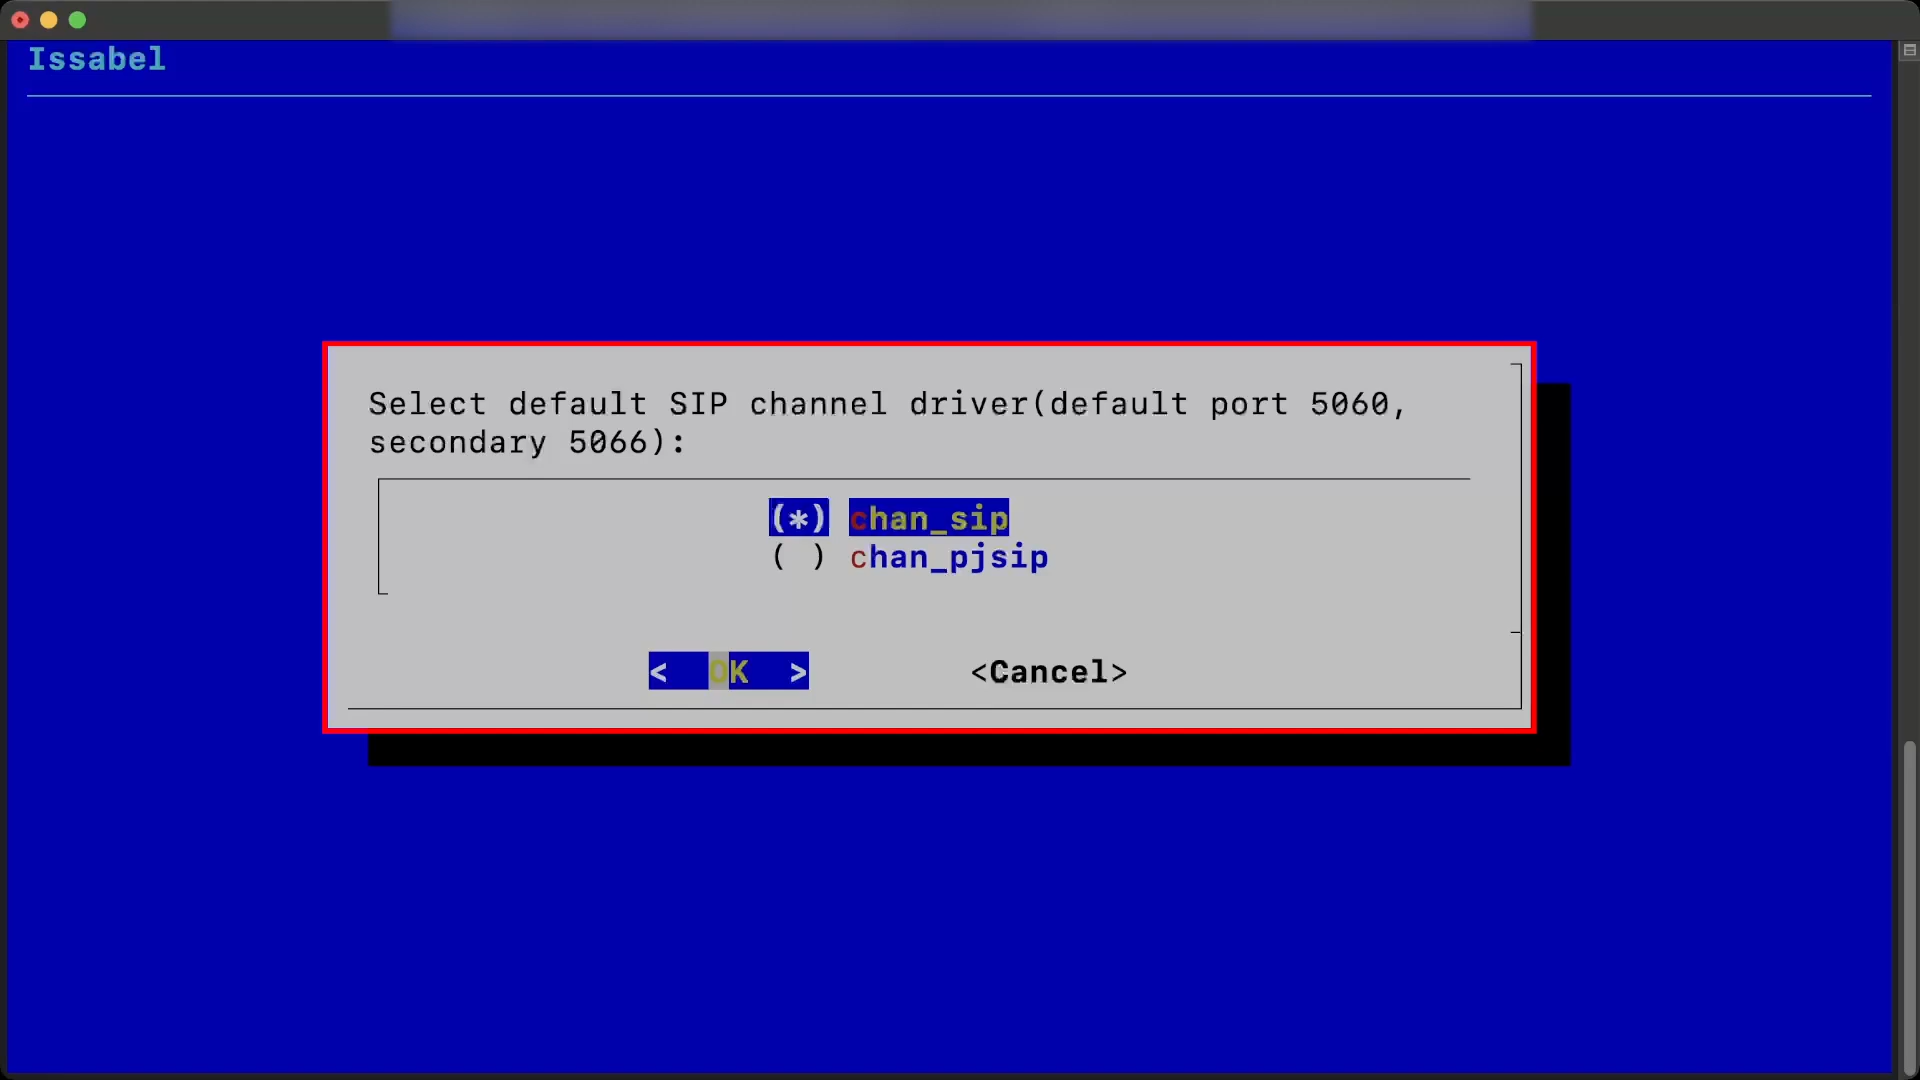 Issabel
Select default SIP channel driver(default port 5060,
secondary 5066):
(*) chan_sip
( ) chan_pjsip
<  OK  > <Cancel>